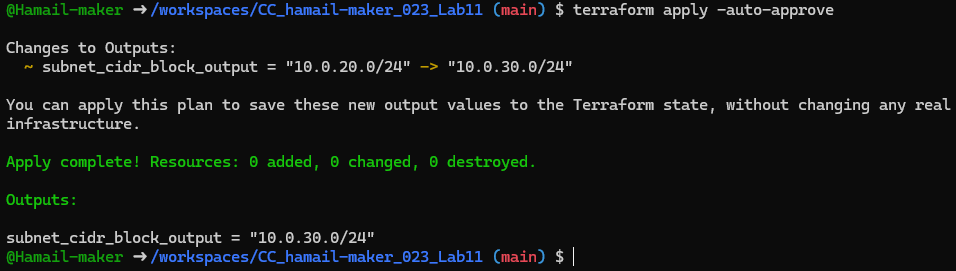 @Hamail-maker ➜/workspaces/CC_hamail-maker_023_Lab11 (main) $ terraform apply -auto-approve
Changes to Outputs:
~ subnet_cidr_block_output = "10.0.20.0/24" -> "10.0.30.0/24"
You can apply this plan to save these new output values to the Terraform state, without changing any real
infrastructure.
Apply complete! Resources: 0 added, 0 changed, 0 destroyed.
Outputs:
subnet_cidr_block_output = "10.0.30.0/24"
@Hamail-maker ➜/workspaces/CC_hamail-maker_023_Lab11 (main) $